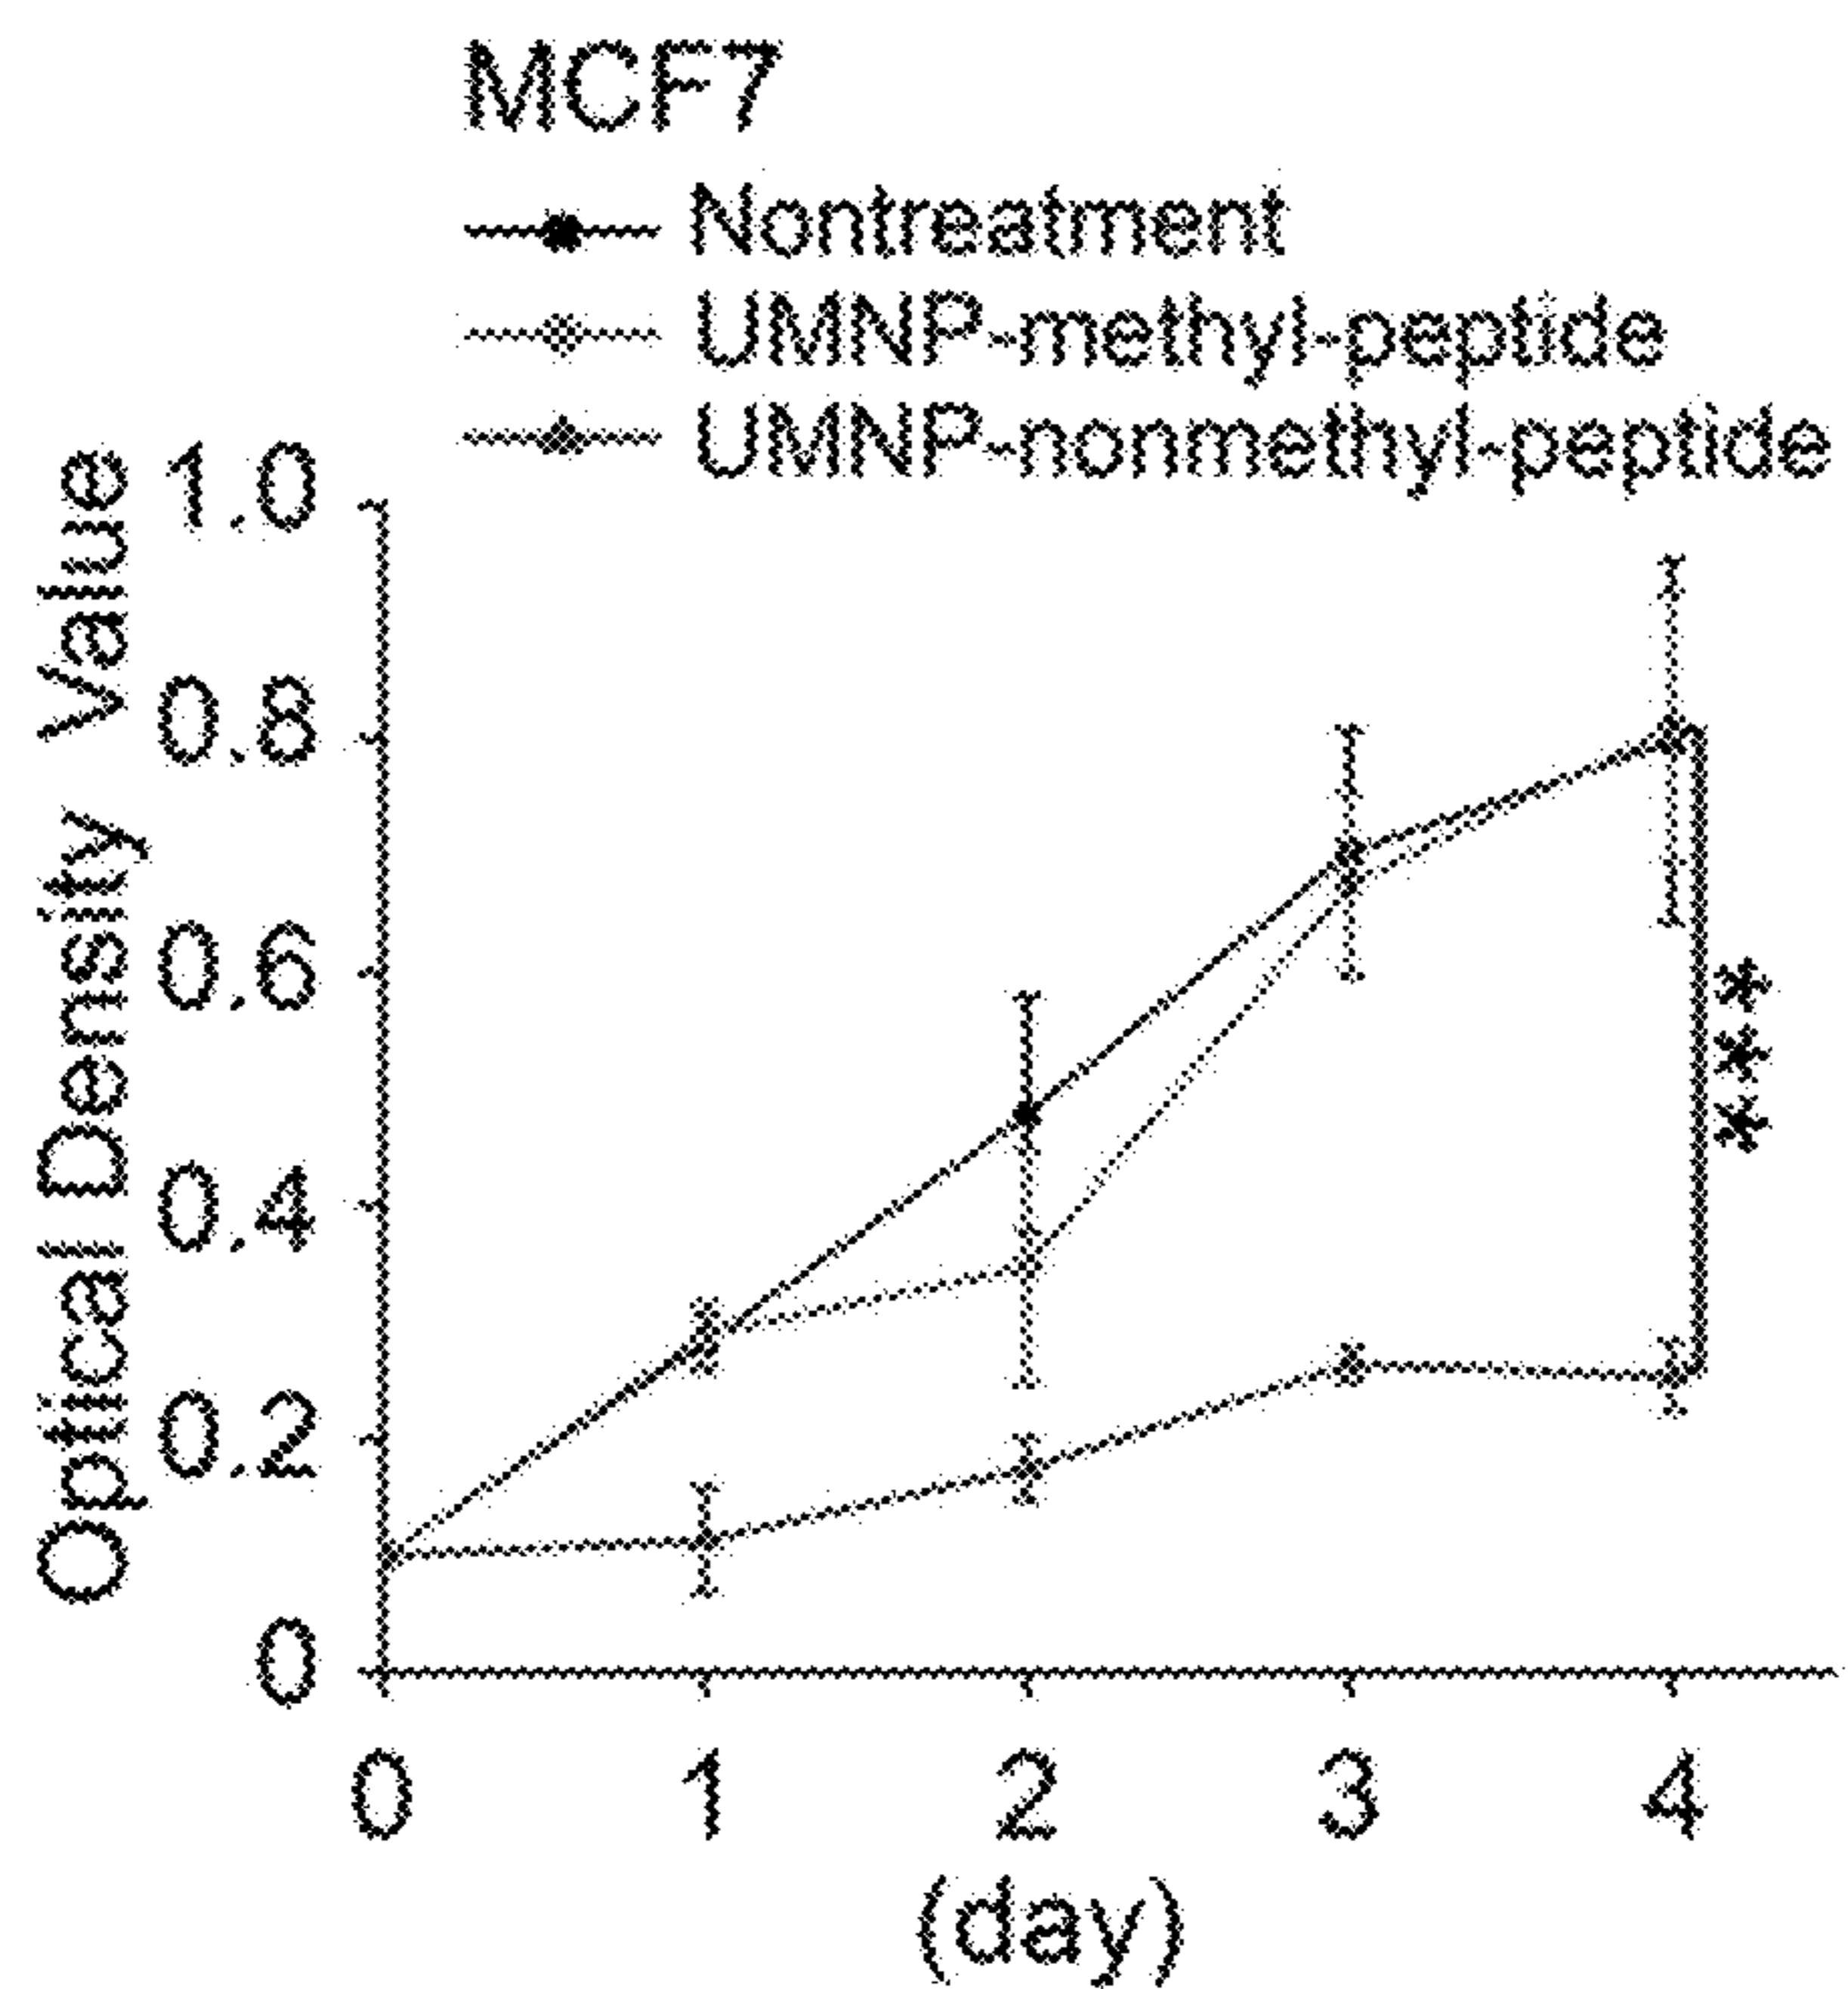 MCF7
Nontreatment
UMNP-methyl-peptide
UMNP-nonmethyl-peptide
Optical Density Value
1.0
0.8
0.6
0.4
0.2
0
***
0 1 2 3 4
(day)